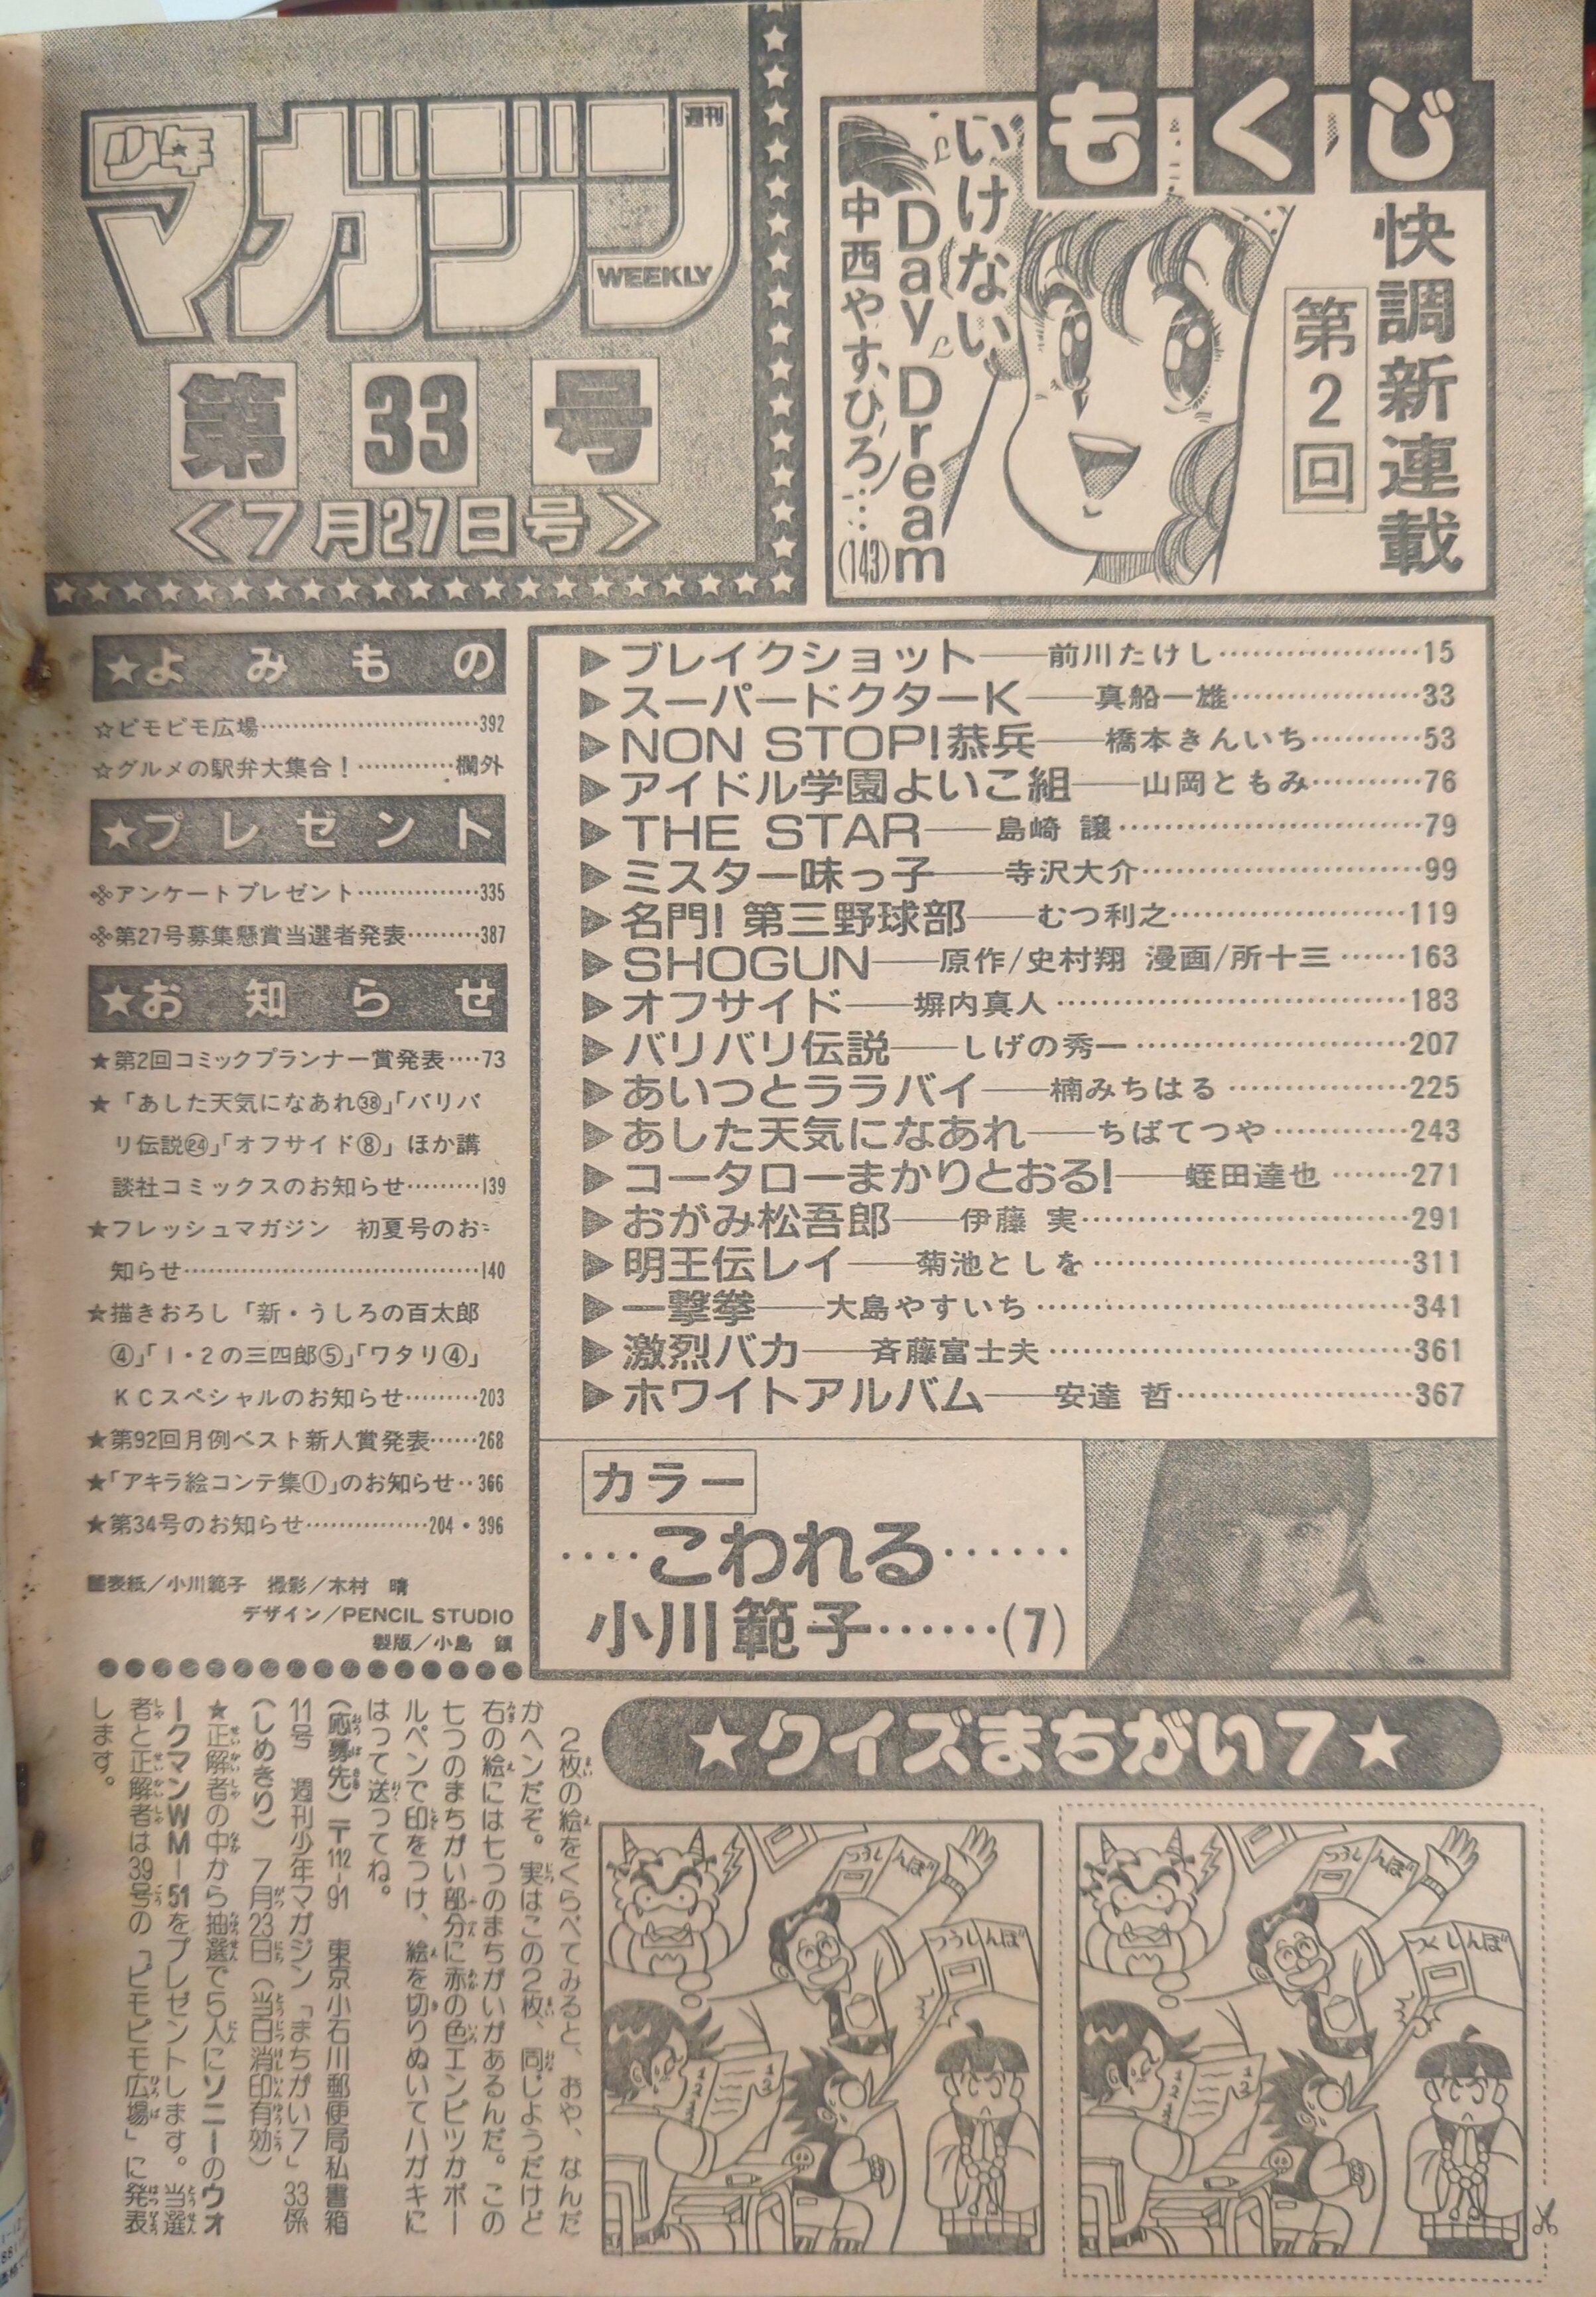 もくじ
少年マガジン
週刊
WEEKLY
第33号
<7月27日号>
快調新連載
第2回
いけない
Day Dream
中西やすひろ…(143)
▶ブレイクショット──前川たけし………………15
▶スーパードクターK──真船一雄………………33
▶NON STOP!恭兵──橋本きんいち………53
▶アイドル学園よいこ組──山岡ともみ………76
▶THE STAR──島崎 譲………………………79
▶ミスター味っ子──寺沢大介……………………99
▶名門!第三野球部──むつ利之…………………119
▶SHOGUN──原作/史村翔 漫画/所十三……163
▶オフサイド──塀内真人…………………………183
▶バリバリ伝説──しげの秀一……………………207
▶あいつとララバイ──楠みちはる……………225
▶あした天気になあれ──ちばてつや…………243
▶コータローまかりとおる!──蛭田達也……271
▶おがみ松吾郎──伊藤 実………………………291
▶明王伝レイ──菊池としを………………………311
▶一撃拳──大島やすいち…………………………341
▶激烈バカ──斉藤富士夫…………………………361
▶ホワイトアルバム──安達 哲…………………367
カラー
‥‥こわれる‥‥‥
小川範子……(7)
★よみもの
☆ピモピモ広場……………………392
☆グルメの駅弁大集合!…………欄外
★プレゼント
アンケートプレゼント……………335
第27号募集懸賞当選者発表………387
★お知らせ
★第2回コミックプランナー賞発表‥‥73
★「あした天気になあれ㊳」「バリバ
リ伝説㉔」「オフサイド⑧」ほか講
談社コミックスのお知らせ………139
★フレッシュマガジン 初夏号のお
知らせ………………………………140
★描きおろし「新・うしろの百太郎
④」「1・2の三四郎⑤」「ワタリ④」
KCスペシャルのお知らせ………203
★第92回月例ベスト新人賞発表……268
★「アキラ絵コンテ集①」のお知らせ‥366
★第34号のお知らせ……………204・396
■表紙/小川範子 撮影/木村 晴
デザイン/PENCIL STUDIO
製版/小島
★クイズまちがい7★
2枚の絵をくらべてみると、おや、なんだ
かヘンだぞ。実はこの2枚、同じようだけど
右の絵には七つのまちがいがあるんだ。この
七つのまちがい部分に赤の色エンピツかボー
ルペンで印をつけ、絵を切りぬいてハガキに
はって送ってね。
(応募先)〒112-91 東京小石川郵便局私書箱
11号 週刊少年マガジン「まちがい7」33係
(しめきり) 7月23日(当日消印有効)
★正解者の中から抽選で5人にソニーのウォ
ークマンWM-51をプレゼントします。当選
者と正解者は39号の「ピモピモ広場」に発表
します。
つうしんぼ
つうしんぼ
つうしんぼ
つくしんぼ